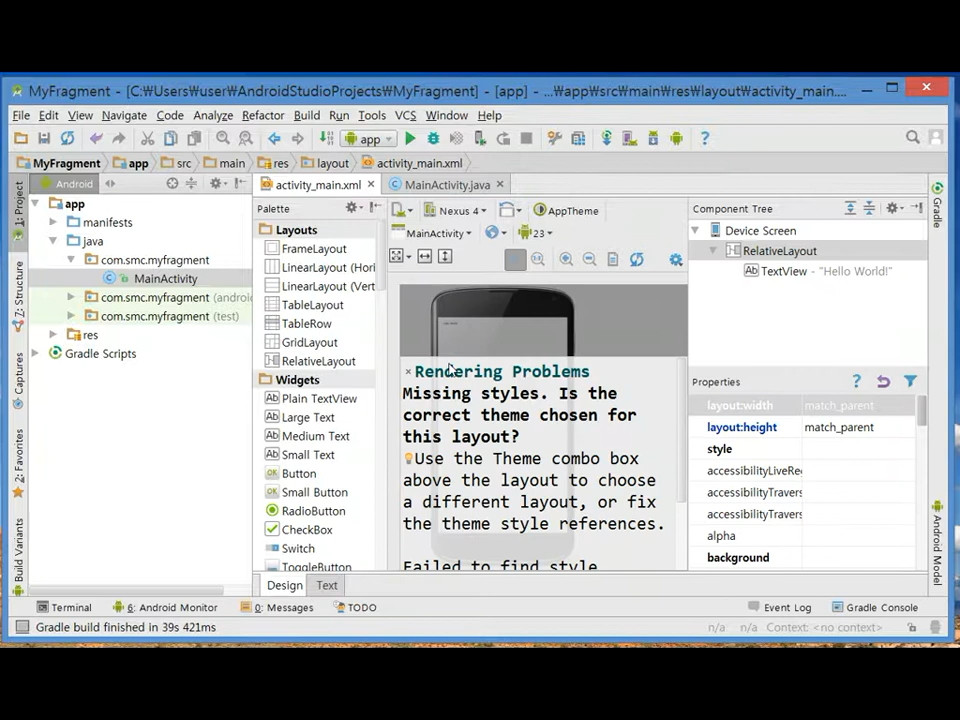 MyFragment - [C:₩Users₩user₩AndroidStudioProjects₩MyFragment] - [app] - ...₩app₩src₩main₩res₩layout₩activity_main....
File Edit View Navigate Code Analyze Refactor Build Run Tools VCS Window Help
app
MyFragment app src main res layout activity_main.xml
1: Project
7: Structure
Captures
2: Favorites
Build Variants
Android
app
manifests
java
com.smc.myfragment
MainActivity
com.smc.myfragment (androi
com.smc.myfragment (test)
res
Gradle Scripts
activity_main.xml MainActivity.java
Palette
Layouts
FrameLayout
LinearLayout (Hori
LinearLayout (Vert
TableLayout
TableRow
GridLayout
RelativeLayout
Widgets
Plain TextView
Large Text
Medium Text
Small Text
Button
Small Button
RadioButton
CheckBox
Switch
ToggleButton
Nexus 4 AppTheme
MainActivity 23
Rendering Problems
Missing styles. Is the
correct theme chosen for
this layout?
Use the Theme combo box
above the layout to choose
a different layout, or fix
the theme style references.
Failed to find style
Design Text
Component Tree
Device Screen
RelativeLayout
TextView - "Hello World!"
Properties
layout:width match_parent
layout:height match_parent
style
accessibilityLiveReg
accessibilityTravers
accessibilityTravers
alpha
background
Gradle
Android Model
Terminal 6: Android Monitor 0: Messages TODO Event Log Gradle Console
Gradle build finished in 39s 421ms n/a n/a Context: <no context>